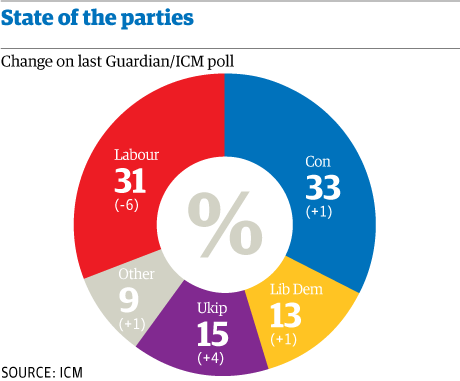 State of the parties
Change on last Guardian/ICM poll
Labour
31
(-6)
Con
33
(+1)
%
Other
9
(+1)
Lib Dem
13
(+1)
Ukip
15
(+4)
SOURCE: ICM